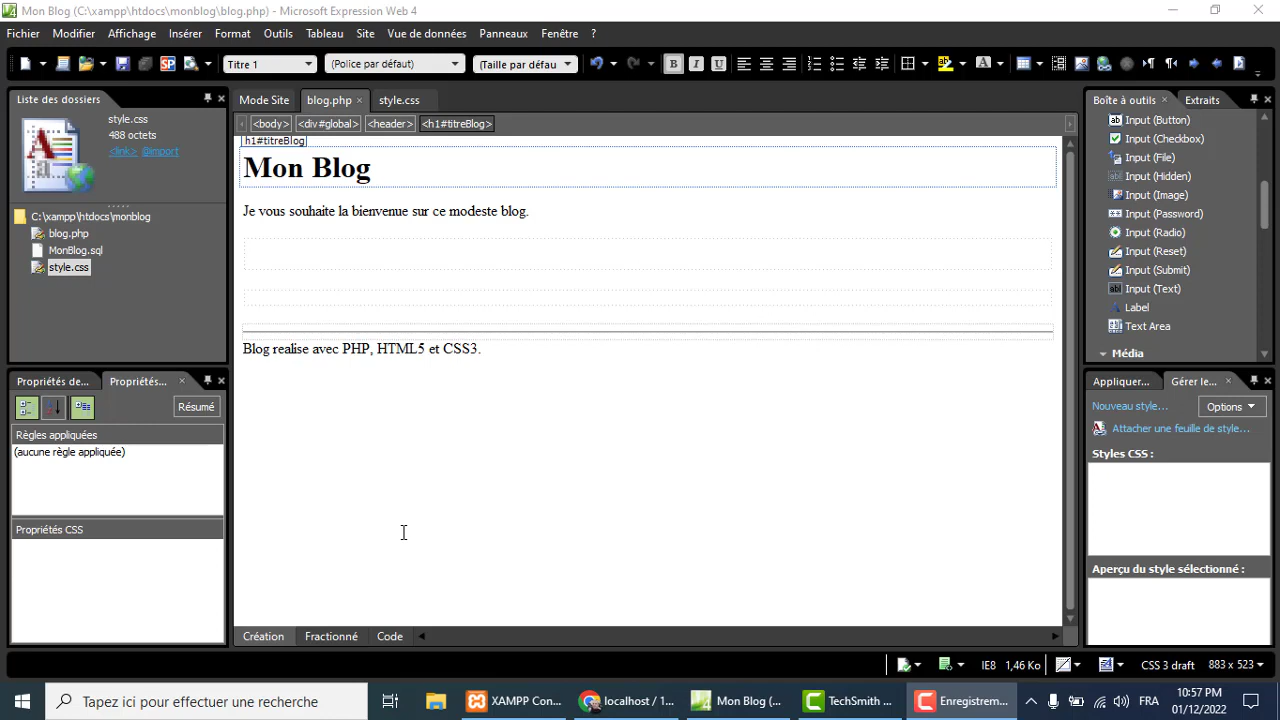 Mon Blog (C:\xampp\htdocs\monblog\blog.php) - Microsoft Expression Web 4
Fichier Modifier Affichage Insérer Format Outils Tableau Site Vue de données Panneaux Fenêtre ?
Titre 1 (Police par défaut) (Taille par défau B I U
Liste des dossiers
style.css
488 octets
<link> @import
C:\xampp\htdocs\monblog
blog.php
MonBlog.sql
style.css
Mode Site blog.php style.css
<body> <div#global> <header> <h1#titreBlog>
h1#titreBlog
Mon Blog
Je vous souhaite la bienvenue sur ce modeste blog.
Blog realise avec PHP, HTML5 et CSS3.
Création Fractionné Code
Boîte à outils Extraits
Input (Button)
Input (Checkbox)
Input (File)
Input (Hidden)
Input (Image)
Input (Password)
Input (Radio)
Input (Reset)
Input (Submit)
Input (Text)
Label
Text Area
Média
Propriétés de... Propriétés...
Résumé
Règles appliquées
(aucune règle appliquée)
Propriétés CSS
Appliquer... Gérer le...
Nouveau style... Options
Attacher une feuille de style...
Styles CSS :
Aperçu du style sélectionné :
IE8 1,46 Ko CSS 3 draft 883 x 523
Tapez ici pour effectuer une recherche
XAMPP Con... localhost / 1... Mon Blog (... TechSmith ... Enregistrem...
FR
10:57 PM
01/12/2022